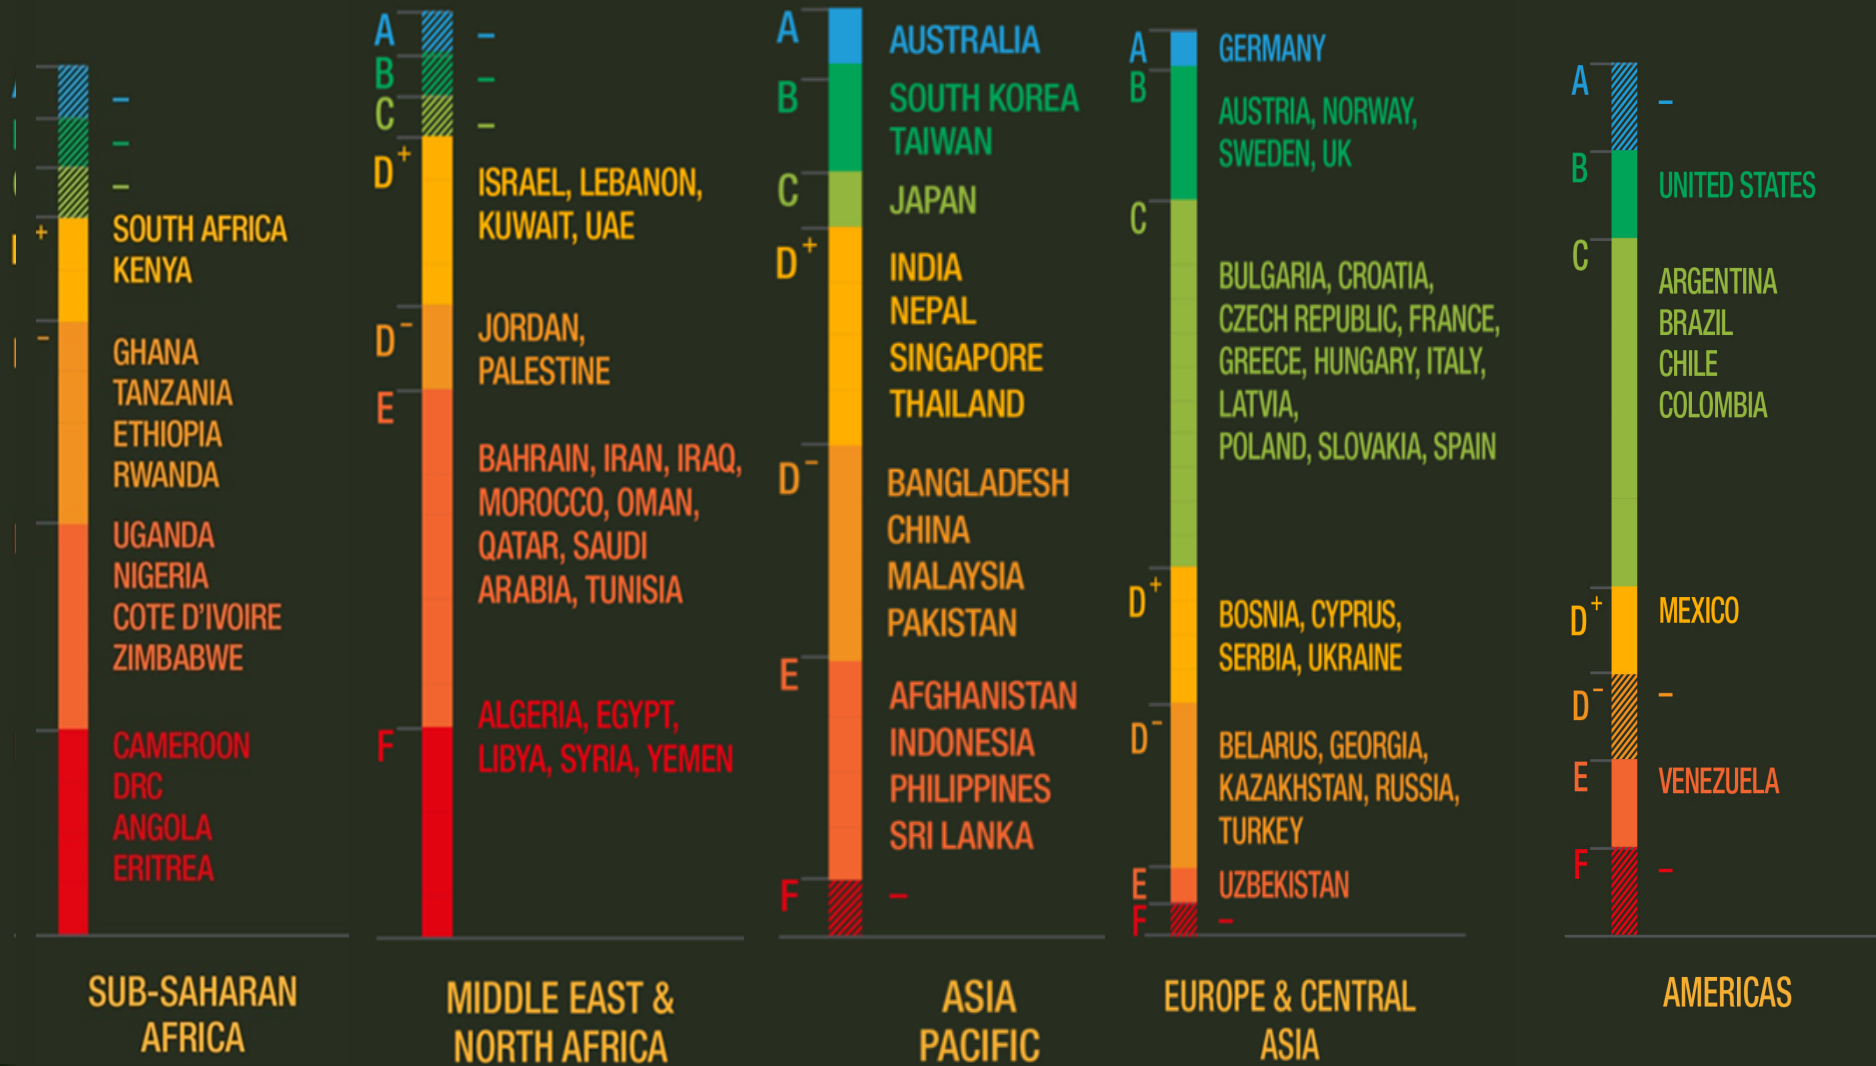 –
–
–
+
SOUTH AFRICA
KENYA
–
GHANA
TANZANIA
ETHIOPIA
RWANDA
UGANDA
NIGERIA
COTE D'IVOIRE
ZIMBABWE
CAMEROON
DRC
ANGOLA
ERITREA
SUB-SAHARAN
AFRICA
A –
B –
C –
D+
ISRAEL, LEBANON,
KUWAIT, UAE
D–
JORDAN,
PALESTINE
E
BAHRAIN, IRAN, IRAQ,
MOROCCO, OMAN,
QATAR, SAUDI
ARABIA, TUNISIA
F
ALGERIA, EGYPT,
LIBYA, SYRIA, YEMEN
MIDDLE EAST &
NORTH AFRICA
A AUSTRALIA
B SOUTH KOREA
TAIWAN
C JAPAN
D+ INDIA
NEPAL
SINGAPORE
THAILAND
D– BANGLADESH
CHINA
MALAYSIA
PAKISTAN
E AFGHANISTAN
INDONESIA
PHILIPPINES
SRI LANKA
F –
ASIA
PACIFIC
A GERMANY
B AUSTRIA, NORWAY,
SWEDEN, UK
C
BULGARIA, CROATIA,
CZECH REPUBLIC, FRANCE,
GREECE, HUNGARY, ITALY,
LATVIA,
POLAND, SLOVAKIA, SPAIN
D+ BOSNIA, CYPRUS,
SERBIA, UKRAINE
D– BELARUS, GEORGIA,
KAZAKHSTAN, RUSSIA,
TURKEY
E UZBEKISTAN
F –
EUROPE & CENTRAL
ASIA
A –
B UNITED STATES
C ARGENTINA
BRAZIL
CHILE
COLOMBIA
D+ MEXICO
D– –
E VENEZUELA
F –
AMERICAS